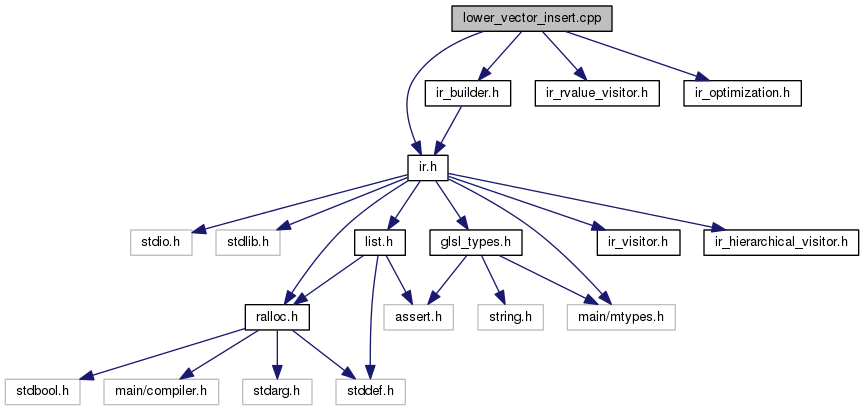 lower_vector_insert.cpp
ir_builder.h
ir_rvalue_visitor.h
ir_optimization.h
ir.h
stdio.h
stdlib.h
list.h
glsl_types.h
ir_visitor.h
ir_hierarchical_visitor.h
ralloc.h
assert.h
string.h
main/mtypes.h
stdbool.h
main/compiler.h
stdarg.h
stddef.h